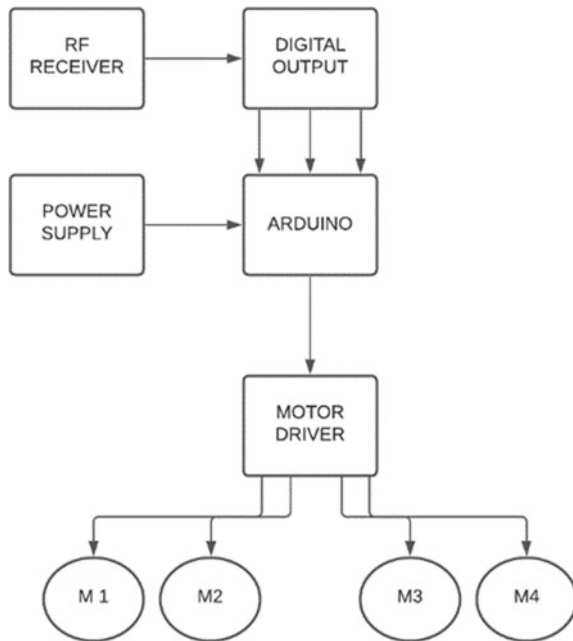 RF
RECEIVER
DIGITAL
OUTPUT
POWER
SUPPLY
ARDUINO
MOTOR
DRIVER
M 1
M2
M3
M4